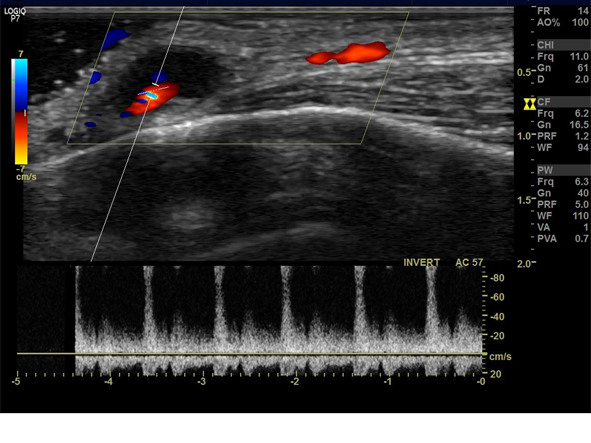 LOGIQ
P7
7
-7
cm/s
FR 14
AO% 100
CHI
Frq 11.0
Gn 61
D 2.0
CF
Frq 6.2
Gn 16.5
PRF 1.2
WF 94
PW
Frq 6.3
Gn 40
PRF 5.0
WF 110
VA 1
PVA 0.7
0.5
1.0
1.5
2.0
INVERT AC 57
-80
-60
-40
-20
cm/s
20
-5 -4 -3 -2 -1 -0